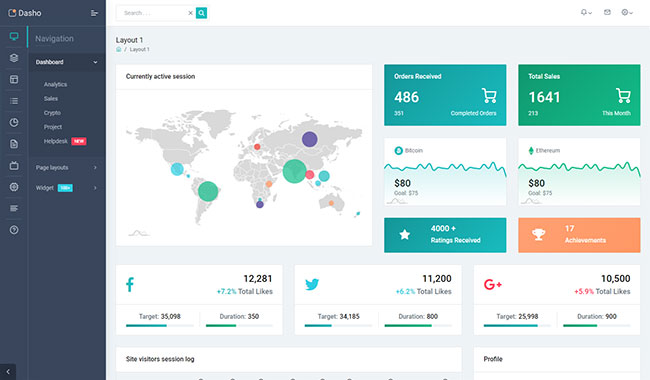 Dasho
Search. . .
Navigation
Dashboard
Analytics
Sales
Crypto
Project
Helpdesk NEW
Page layouts
Widget 100+
Layout 1
/ Layout 1
Currently active session
Orders Received
486
351 Completed Orders
Total Sales
1641
213 This Month
Bitcoin
$80
Goal: $75
Ethereum
$80
Goal: $75
4000 +
Ratings Received
17
Achievements
12,281
+7.2% Total Likes
Target: 35,098 Duration: 350
11,200
+6.2% Total Likes
Target: 34,185 Duration: 800
G+ 10,500
+5.9% Total Likes
Target: 25,998 Duration: 900
Site visitors session log
Profile